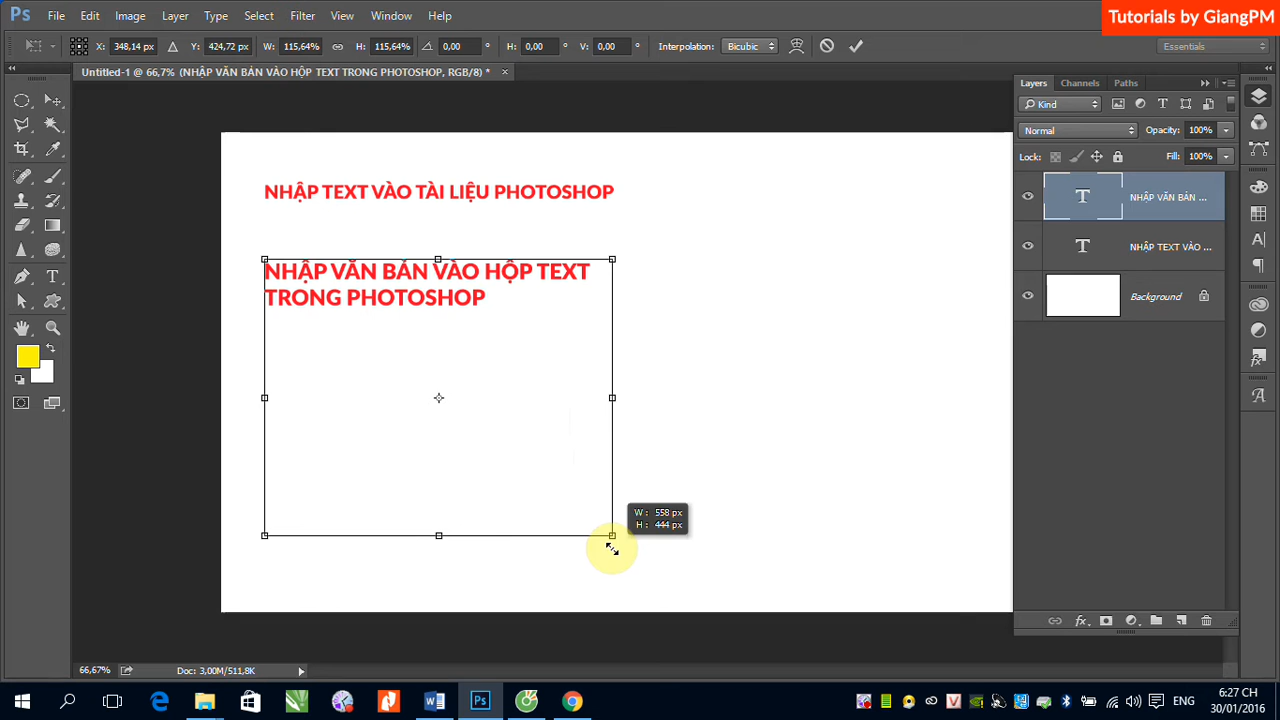 Ps File Edit Image Layer Type Select Filter View Window Help
Tutorials by GiangPM
X: 348,14 px Y: 424,72 px W: 115,64% H: 115,64% 0,00 ° H: 0,00 ° V: 0,00 ° Interpolation: Bicubic Essentials
Untitled-1 @ 66,7% (NHẬP VĂN BẢN VÀO HỘP TEXT TRONG PHOTOSHOP, RGB/8) * ×
Layers Channels Paths
Kind
Normal Opacity: 100%
Lock: Fill: 100%
NHẬP VĂN BẢN ...
NHẬP TEXT VÀO ...
Background
NHẬP TEXT VÀO TÀI LIỆU PHOTOSHOP
NHẬP VĂN BẢN VÀO HỘP TEXT
TRONG PHOTOSHOP
W: 558 px
H: 444 px
66,67% Doc: 3,00M/511,8K
ENG 6:27 CH
30/01/2016